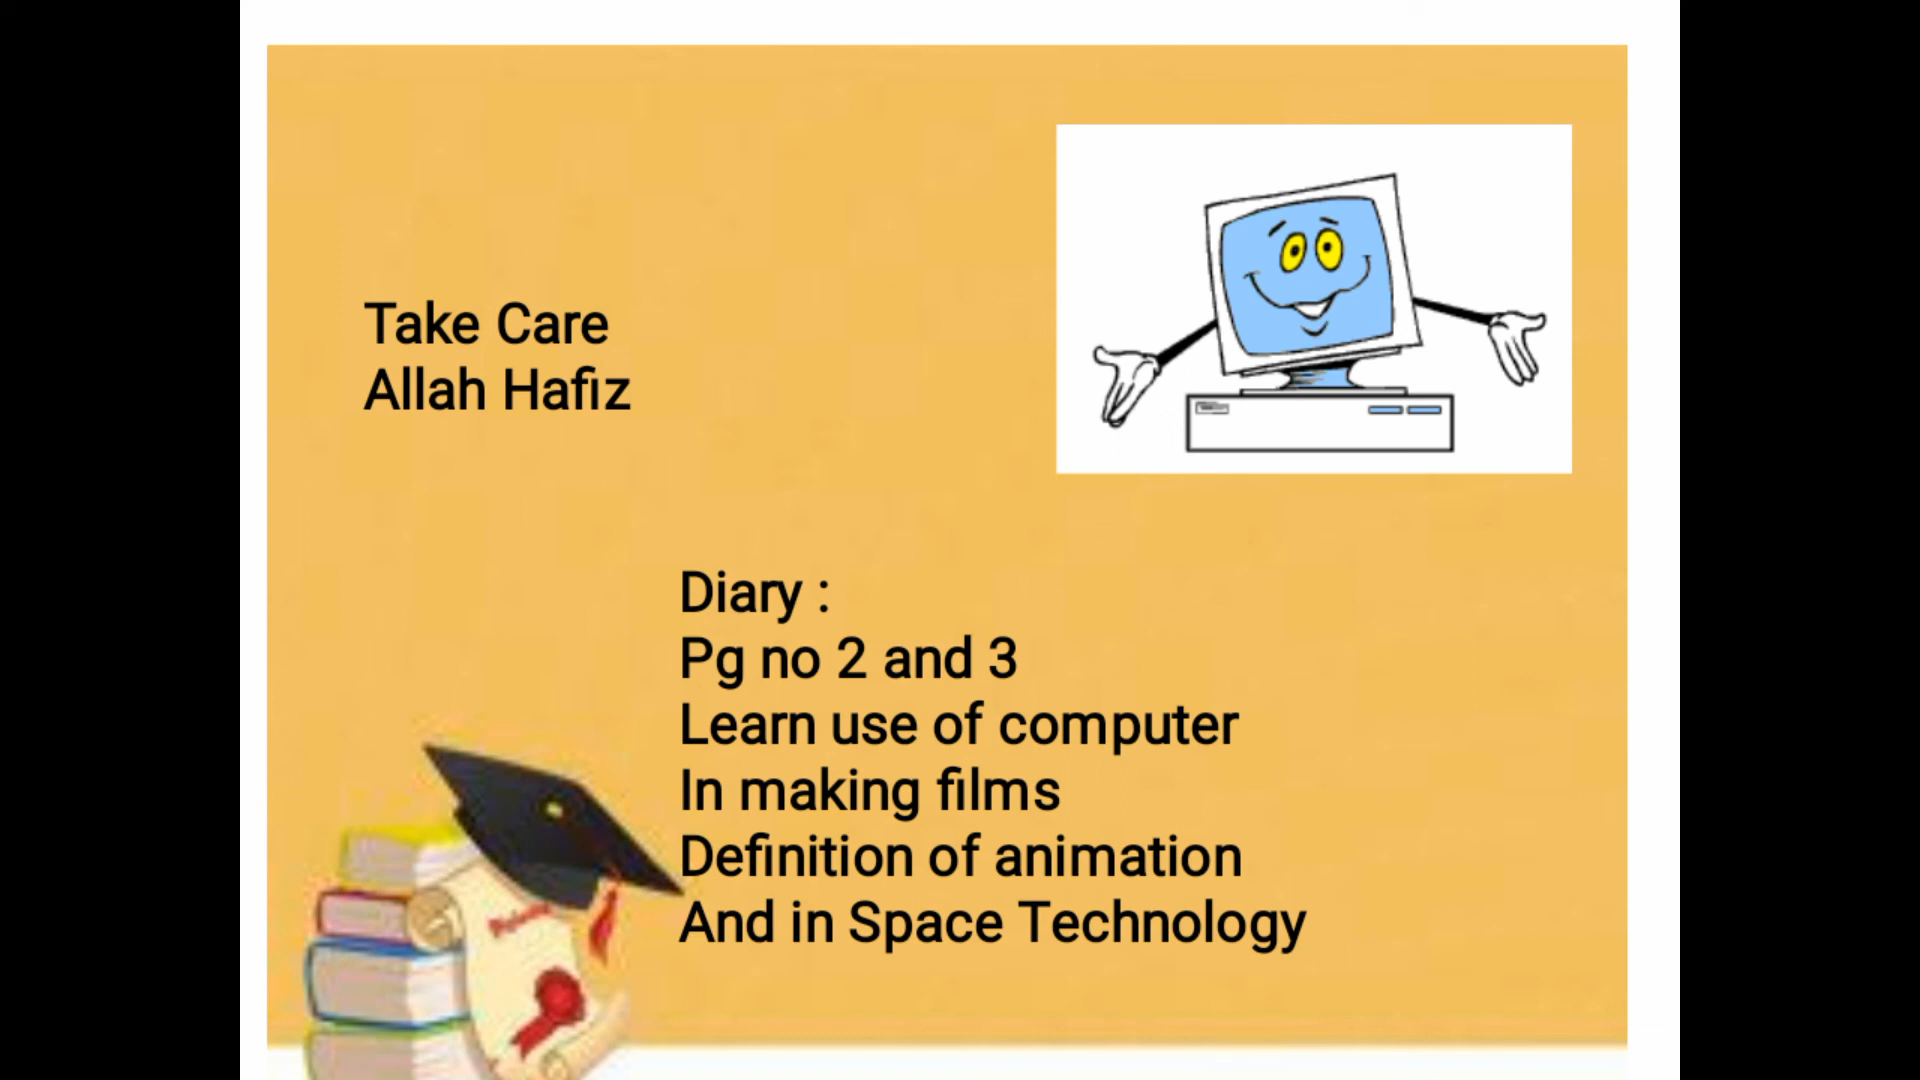 Take Care
Allah Hafiz
Diary :
Pg no 2 and 3
Learn use of computer
In making films
Definition of animation
And in Space Technology